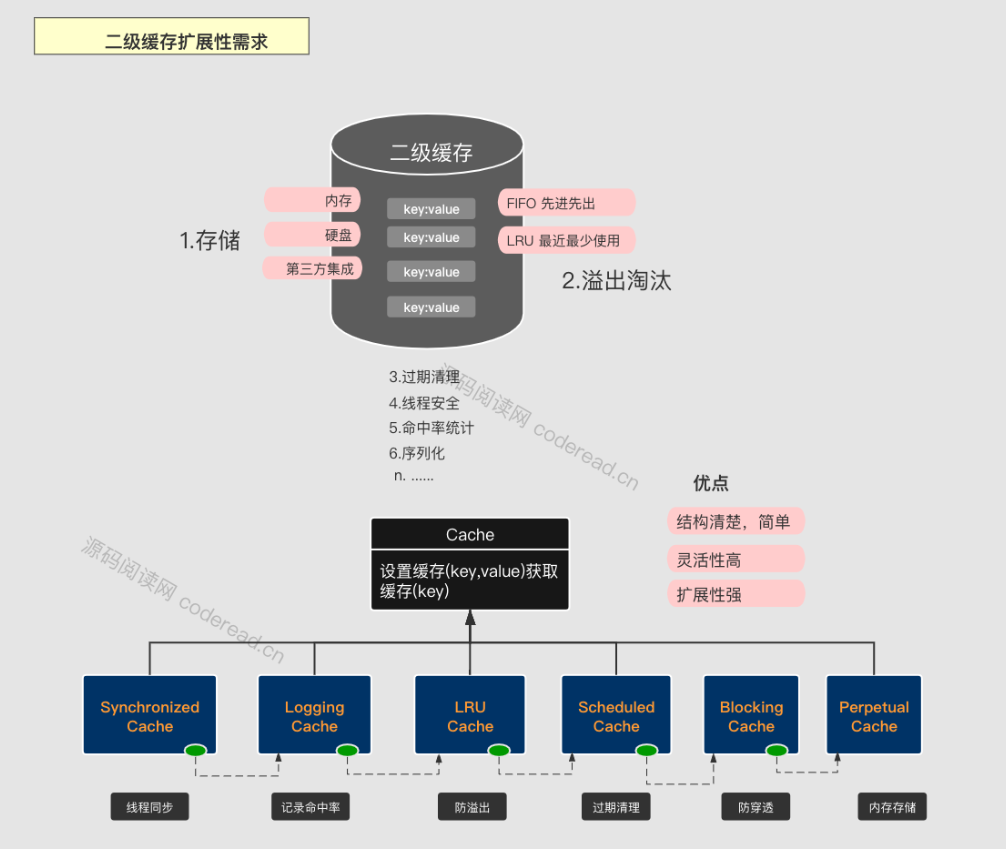 二级缓存扩展性需求
二级缓存
内存
key:value
FIFO 先进先出
1.存储
硬盘
key:value
LRU 最近最少使用
第三方集成
key:value
2.溢出淘汰
key:value
3.过期清理
4.线程安全
5.命中率统计
6.序列化
n. ......
源码阅读网 coderead.cn
优点
结构清楚，简单
灵活性高
扩展性强
Cache
设置缓存(key,value)获取
缓存(key)
源码阅读网 coderead.cn
Synchronized
Cache
Logging
Cache
LRU
Cache
Scheduled
Cache
Blocking
Cache
Perpetual
Cache
线程同步
记录命中率
防溢出
过期清理
防穿透
内存存储